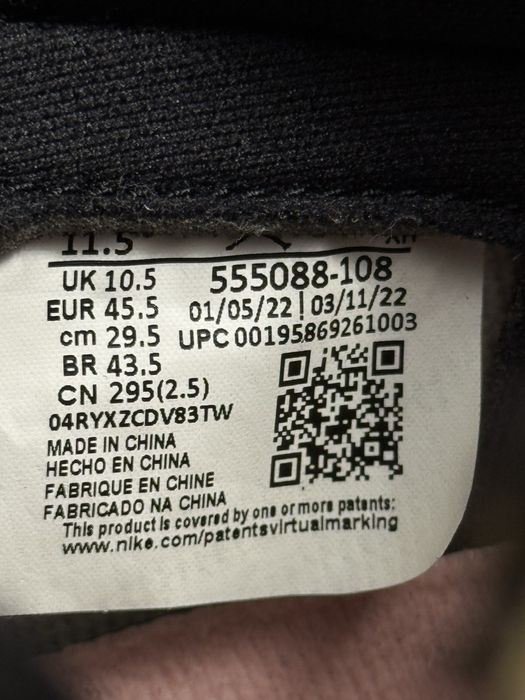 11.5
UK 10.5
EUR 45.5
cm 29.5
BR 43.5
CN 295(2.5)
04RYXZCDV83TW
555088-108
01/05/22 | 03/11/22
UPC 00195869261003
MADE IN CHINA
HECHO EN CHINA
FABRIQUE EN CHINE
FABRICADO NA CHINA
This product is covered by one or more patents:
www.nike.com/patentsvirtualmarking